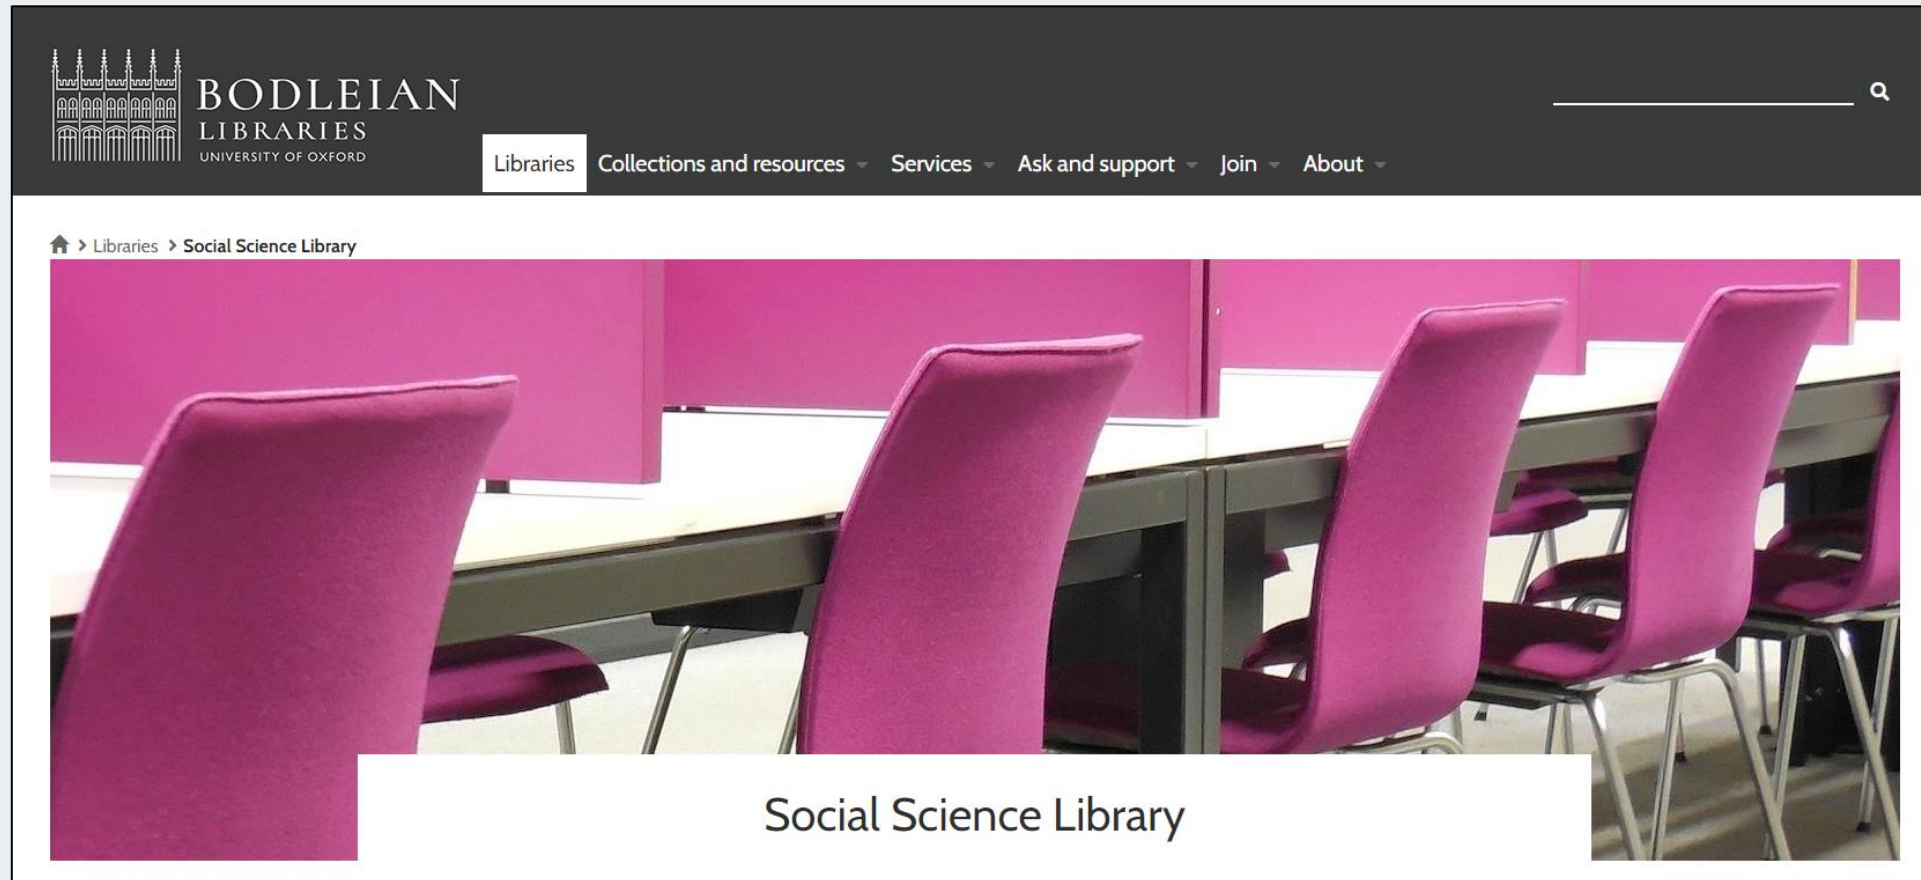 BODLEIAN
LIBRARIES
UNIVERSITY OF OXFORD
Libraries Collections and resources Services Ask and support Join About
Libraries > Social Science Library
Social Science Library